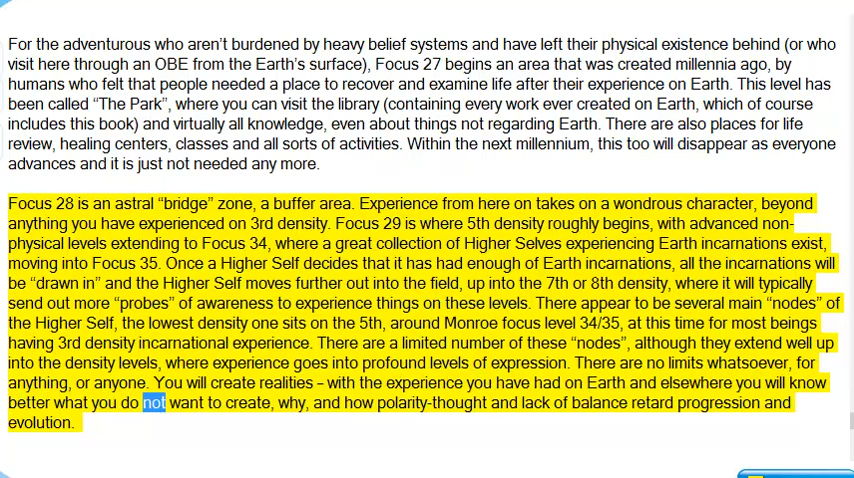 For the adventurous who aren't burdened by heavy belief systems and have left their physical existence behind (or who
visit here through an OBE from the Earth's surface), Focus 27 begins an area that was created millennia ago, by
humans who felt that people needed a place to recover and examine life after their experience on Earth. This level has
been called “The Park”, where you can visit the library (containing every work ever created on Earth, which of course
includes this book) and virtually all knowledge, even about things not regarding Earth. There are also places for life
review, healing centers, classes and all sorts of activities. Within the next millennium, this too will disappear as everyone
advances and it is just not needed any more.
Focus 28 is an astral “bridge” zone, a buffer area. Experience from here on takes on a wondrous character, beyond
anything you have experienced on 3rd density. Focus 29 is where 5th density roughly begins, with advanced non-
physical levels extending to Focus 34, where a great collection of Higher Selves experiencing Earth incarnations exist,
moving into Focus 35. Once a Higher Self decides that it has had enough of Earth incarnations, all the incarnations will
be “drawn in” and the Higher Self moves further out into the field, up into the 7th or 8th density, where it will typically
send out more “probes” of awareness to experience things on these levels. There appear to be several main “nodes” of
the Higher Self, the lowest density one sits on the 5th, around Monroe focus level 34/35, at this time for most beings
having 3rd density incarnational experience. There are a limited number of these “nodes”, although they extend well up
into the density levels, where experience goes into profound levels of expression. There are no limits whatsoever, for
anything, or anyone. You will create realities – with the experience you have had on Earth and elsewhere you will know
better what you do not want to create, why, and how polarity-thought and lack of balance retard progression and
evolution.